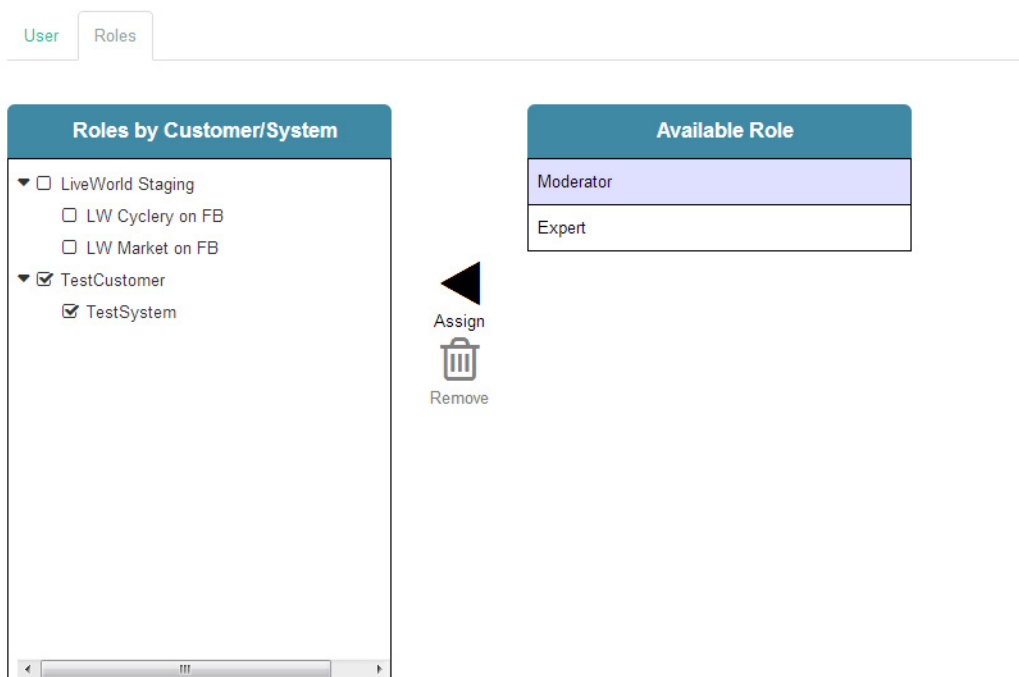 User Roles
Roles by Customer/System
LiveWorld Staging
LW Cyclery on FB
LW Market on FB
TestCustomer
TestSystem
Assign
Remove
Available Role
Moderator
Expert